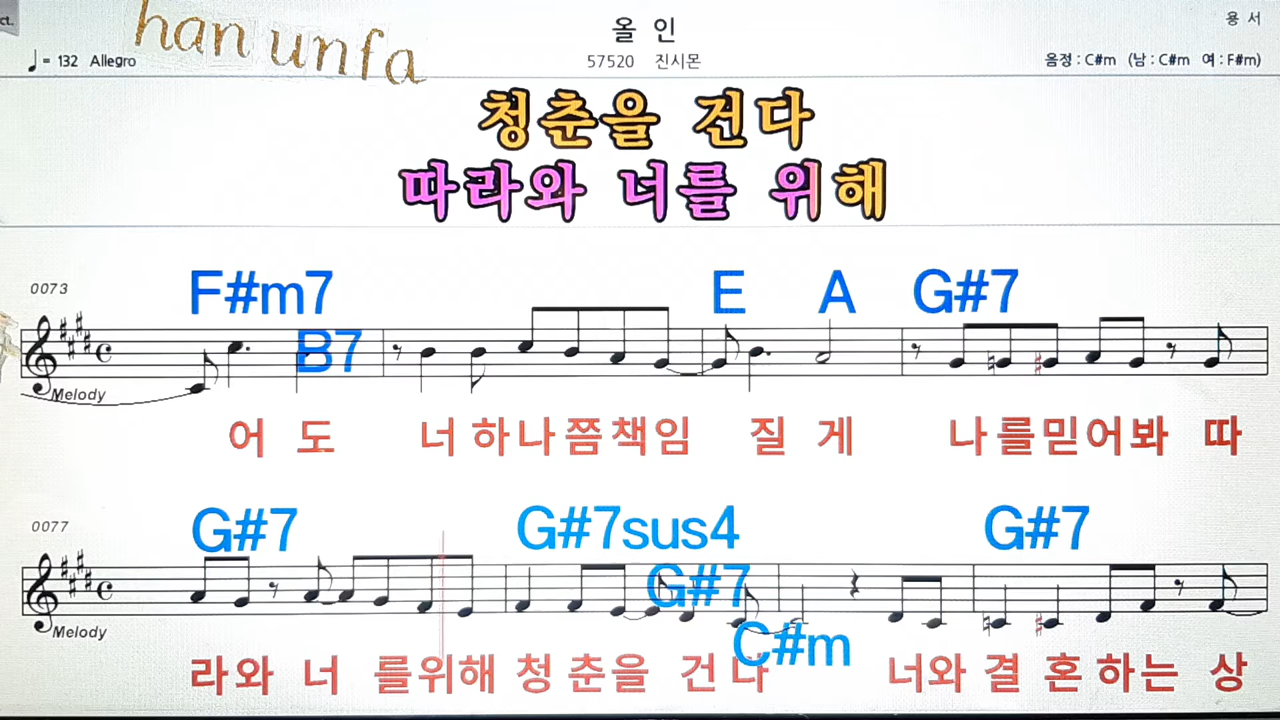 ct.
han unfa
올 인
용 서
♩= 132 Allegro
57520 진시몬
음정 : C#m (남 : C#m 여 : F#m)
청춘을 건다
따라와 너를 위해
0073
F#m7 B7 E A G#7
Melody
어 도 너 하나쯤책임 질 게 나를믿어봐 따
0077
G#7 G#7sus4 G#7 C#m G#7
Melody
라와 너 를위해 청 춘을 건 너와 결 혼 하는 상